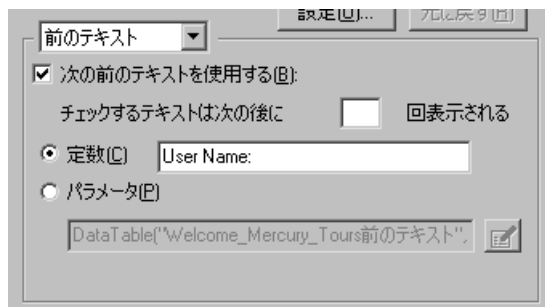 設定(U)... 元に戻す(R)
前のテキスト
次の前のテキストを使用する(B):
チェックするテキストは次の後に 回表示される
定数(C) User Name:
パラメータ(P)
DataTable("Welcome_Mercury_Tours前のテキスト",